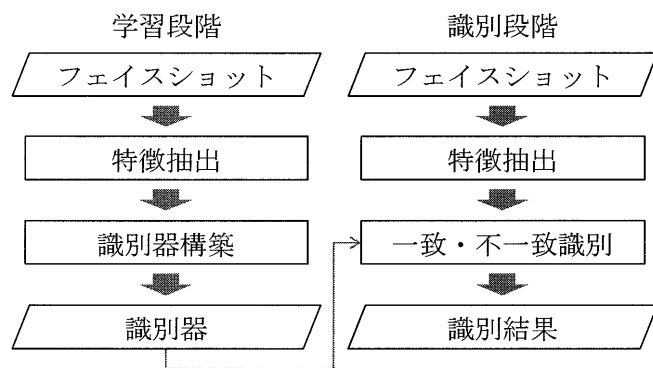 学習段階
フェイスショット
特徴抽出
識別器構築
識別器
識別段階
フェイスショット
特徴抽出
一致・不一致識別
識別結果